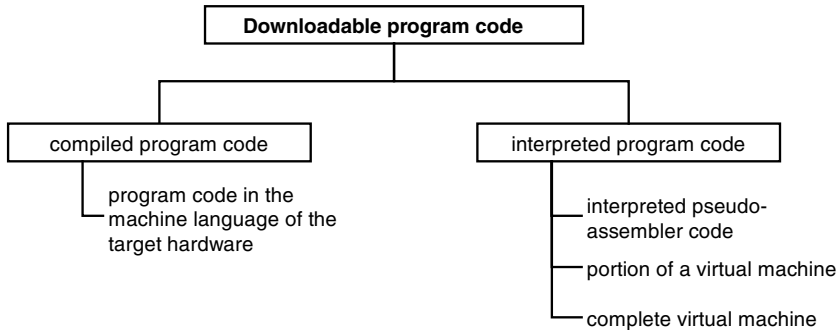 Downloadable program code
compiled program code
program code in the
machine language of the
target hardware
interpreted program code
interpreted pseudo-
assembler code
portion of a virtual machine
complete virtual machine